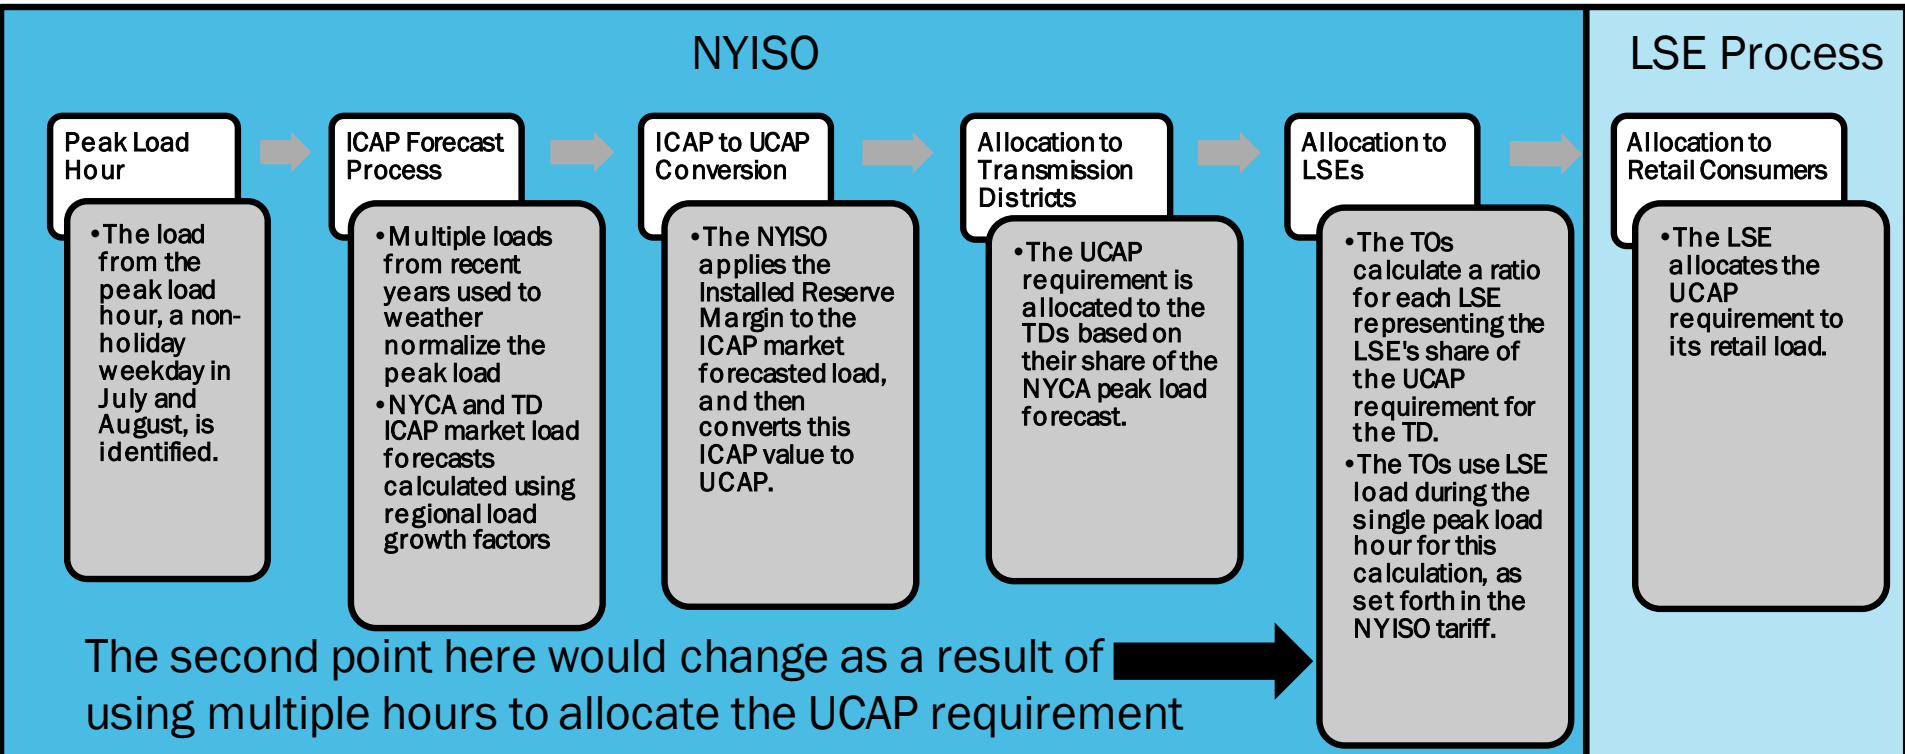 NYISO
LSE Process
Peak Load
Hour
•The load
from the
peak load
hour, a non-
holiday
weekday in
July and
August, is
identified.
ICAP Forecast
Process
•Multiple loads
from recent
years used to
weather
normalize the
peak load
•NYCA and TD
ICAP market load
forecasts
calculated using
regional load
growth factors
ICAP to UCAP
Conversion
•The NYISO
applies the
Installed Reserve
Margin to the
ICAP market
forecasted load,
and then
converts this
ICAP value to
UCAP.
Allocation to
Transmission
Districts
•The UCAP
requirement is
allocated to the
TDs based on
their share of the
NYCA peak load
forecast.
Allocation to
LSEs
•The TOs
calculate a ratio
for each LSE
representing the
LSE's share of
the UCAP
requirement for
the TD.
•The TOs use LSE
load during the
single peak load
hour for this
calculation, as
set forth in the
NYISO tariff.
Allocation to
Retail Consumers
•The LSE
allocates the
UCAP
requirement to
its retail load.
The second point here would change as a result of
using multiple hours to allocate the UCAP requirement